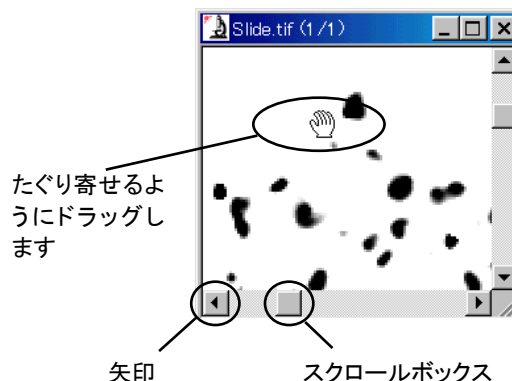 Slide.tif (1/1)
たぐり寄せるよ
うにドラッグし
ます
矢印
スクロールボックス